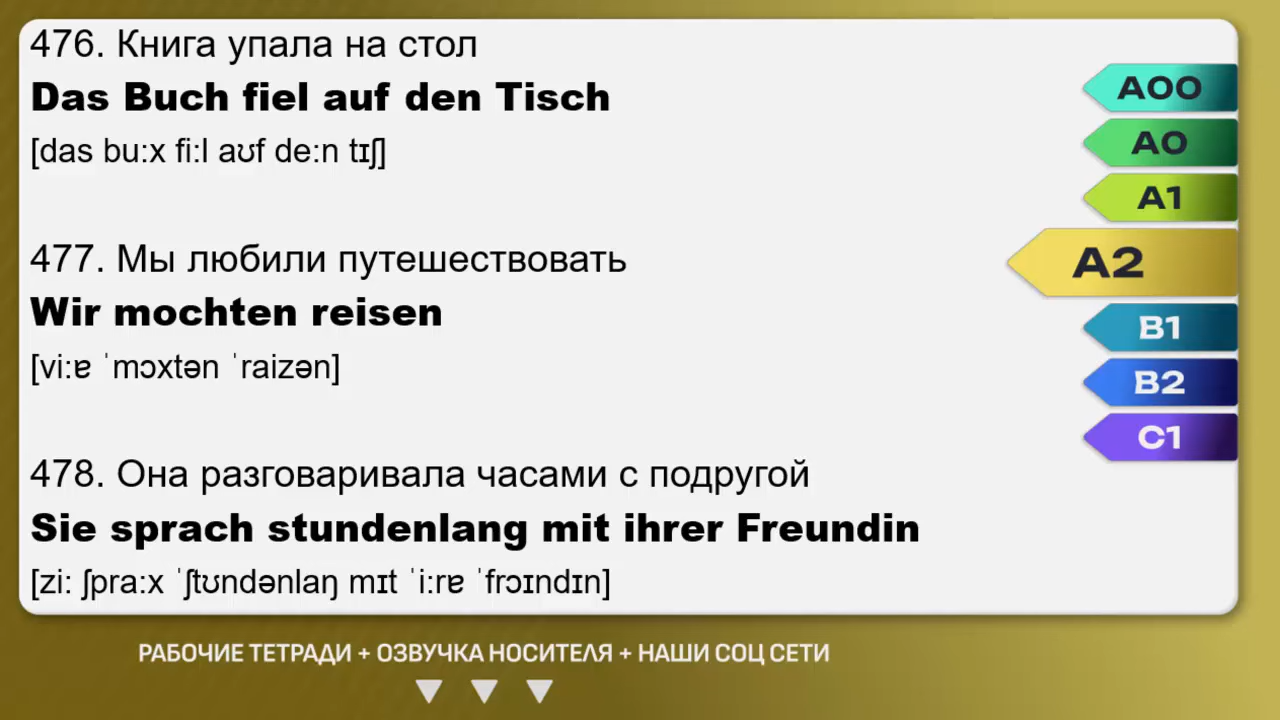 476. Книга упала на стол
Das Buch fiel auf den Tisch
[das bu:x fi:l aʊf de:n tɪʃ]
477. Мы любили путешествовать
Wir mochten reisen
[vi:ɐ ˈmɔxtən ˈraizən]
478. Она разговаривала часами с подругой
Sie sprach stundenlang mit ihrer Freundin
[zi: ʃpra:x ˈʃtʊndənlaŋ mɪt ˈi:rɐ ˈfrɔɪndɪn]
A00
A0
A1
A2
B1
B2
C1
РАБОЧИЕ ТЕТРАДИ + ОЗВУЧКА НОСИТЕЛЯ + НАШИ СОЦ СЕТИ